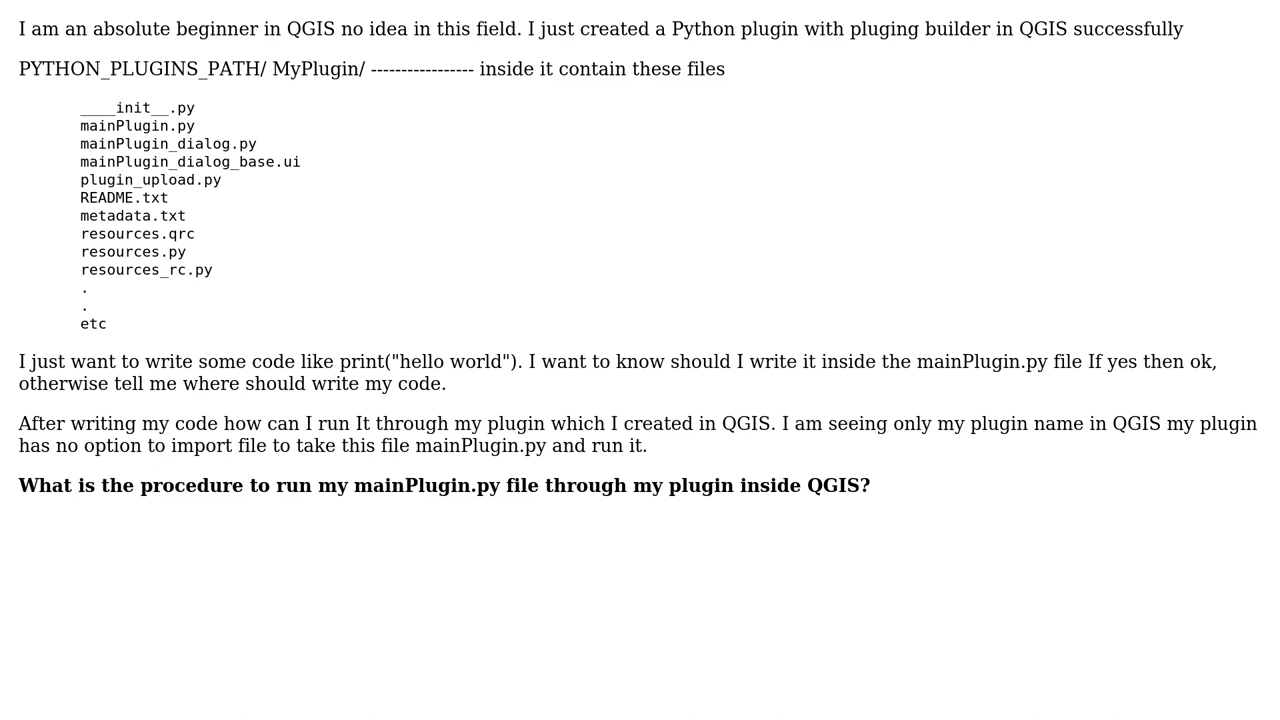 I am an absolute beginner in QGIS no idea in this field. I just created a Python plugin with pluging builder in QGIS successfully
PYTHON_PLUGINS_PATH/ MyPlugin/ ----------------- inside it contain these files
____init__.py
mainPlugin.py
mainPlugin_dialog.py
mainPlugin_dialog_base.ui
plugin_upload.py
README.txt
metadata.txt
resources.qrc
resources.py
resources_rc.py
.
.
etc
I just want to write some code like print("hello world"). I want to know should I write it inside the mainPlugin.py file If yes then ok,
otherwise tell me where should write my code.
After writing my code how can I run It through my plugin which I created in QGIS. I am seeing only my plugin name in QGIS my plugin
has no option to import file to take this file mainPlugin.py and run it.
What is the procedure to run my mainPlugin.py file through my plugin inside QGIS?